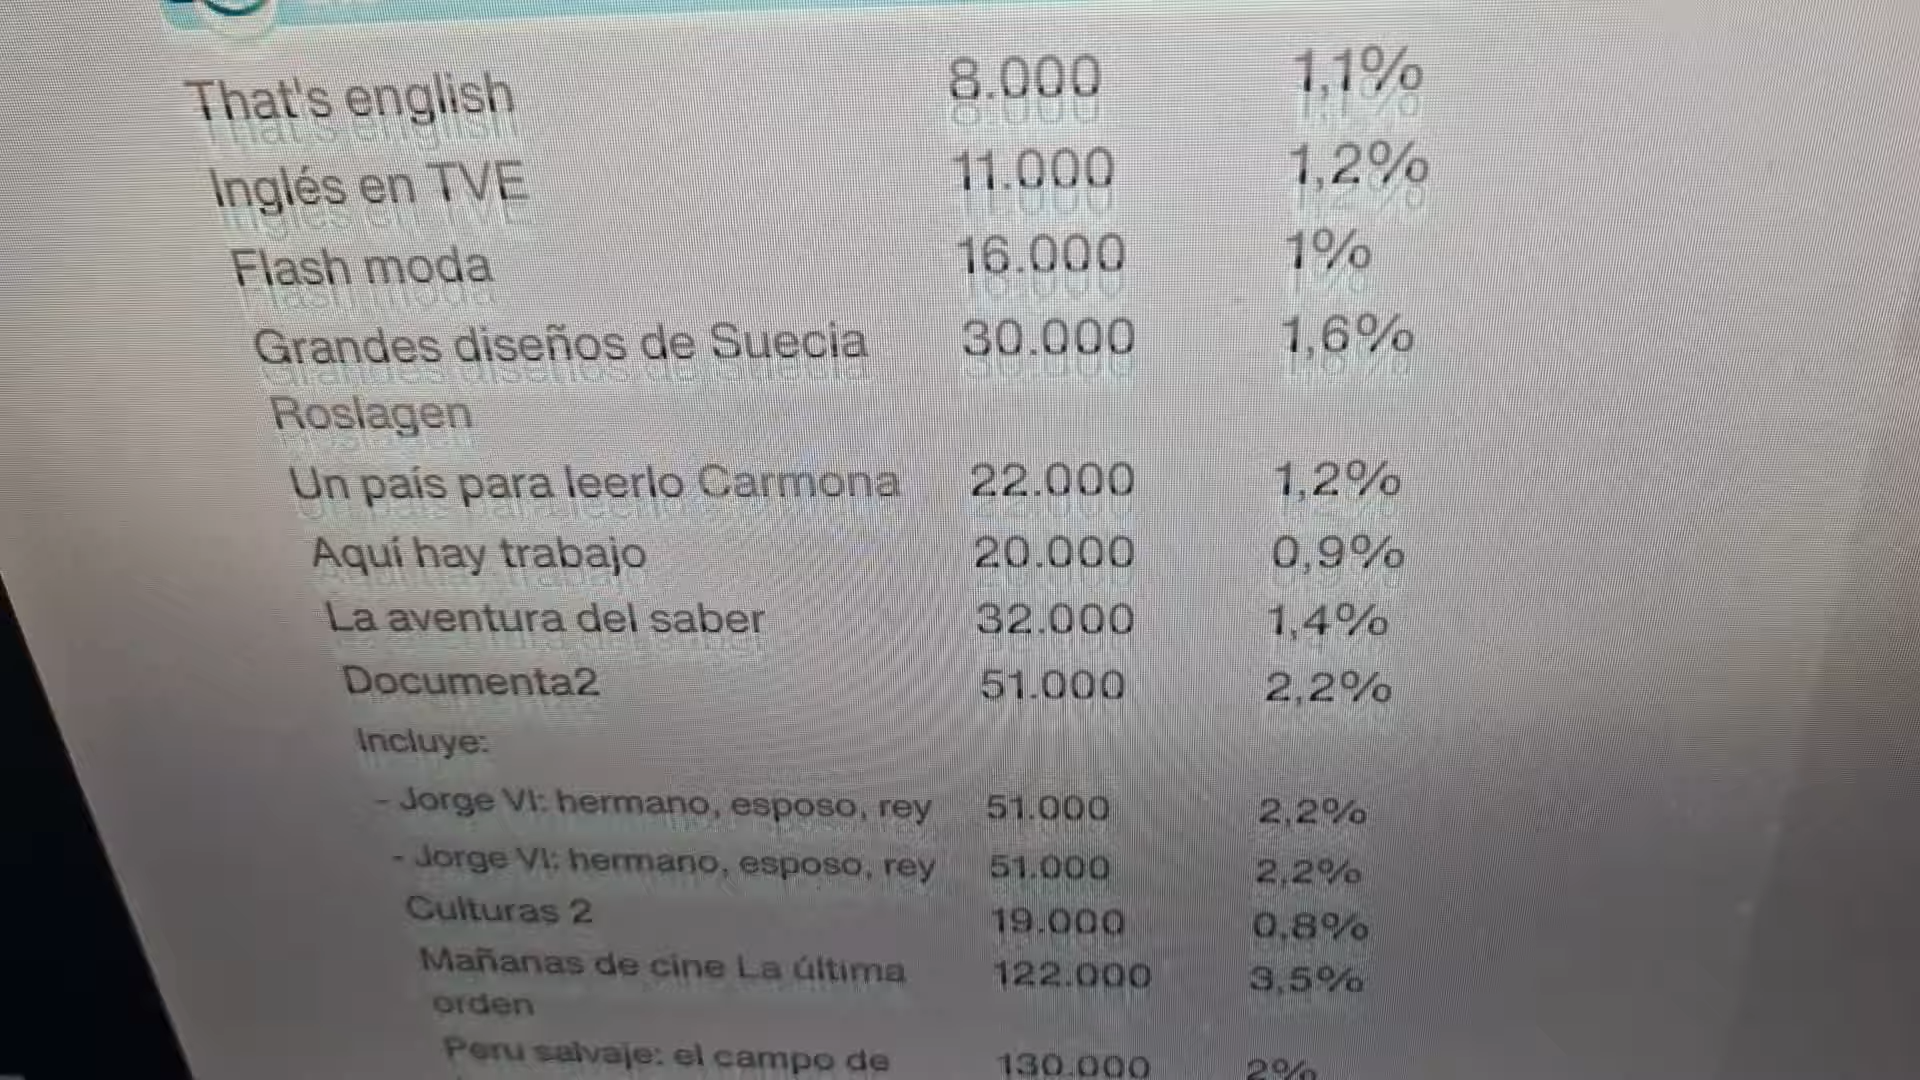 That's english 8.000 1,1%
Inglés en TVE 11.000 1,2%
Flash moda 16.000 1%
Grandes diseños de Suecia 30.000 1,6%
Roslagen
Un país para leerlo Carmona 22.000 1,2%
Aquí hay trabajo 20.000 0,9%
La aventura del saber 32.000 1,4%
Documenta2 51.000 2,2%
Incluye:
- Jorge VI: hermano, esposo, rey 51.000 2,2%
- Jorge VI: hermano, esposo, rey 51.000 2,2%
Culturas 2 19.000 0,8%
Mañanas de cine La última 122.000 3,5%
orden
Peru salvaje: el campo de 130.000 2%